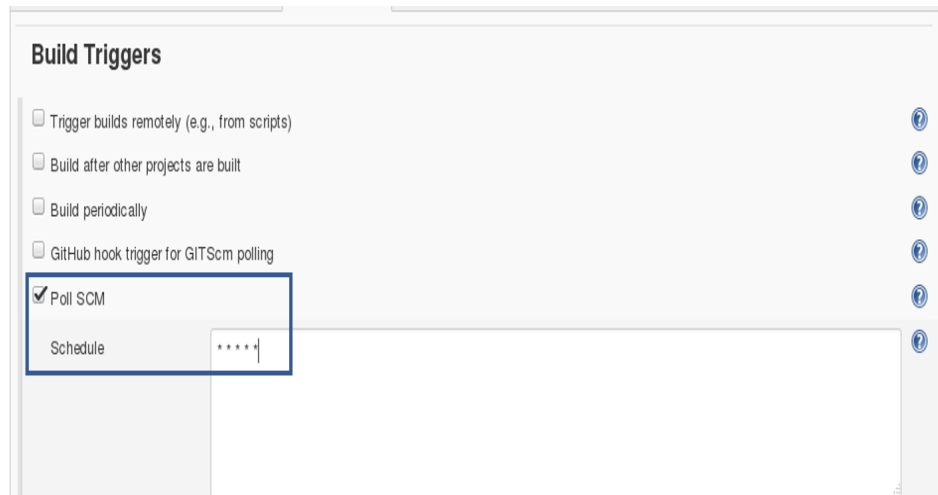 Build Triggers
Trigger builds remotely (e.g., from scripts)
Build after other projects are built
Build periodically
GitHub hook trigger for GITScm polling
Poll SCM
Schedule
* * * * *